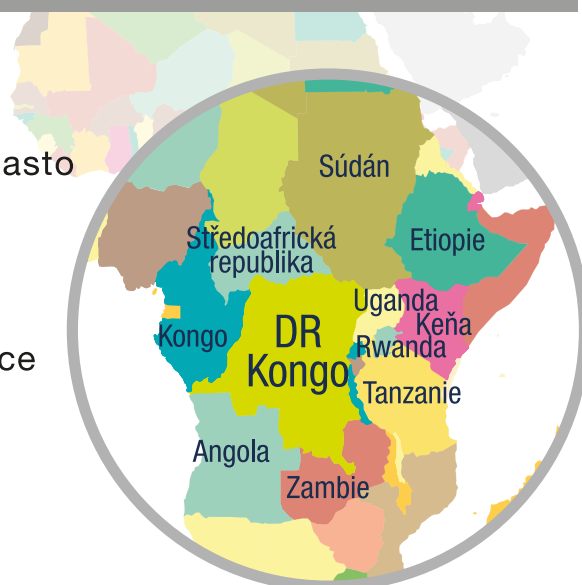 asto
Súdán
Středoafrická
republika
Etiopie
Uganda
Keňa
Kongo
DR
Kongo
Rwanda
ce
Tanzanie
Angola
Zambie